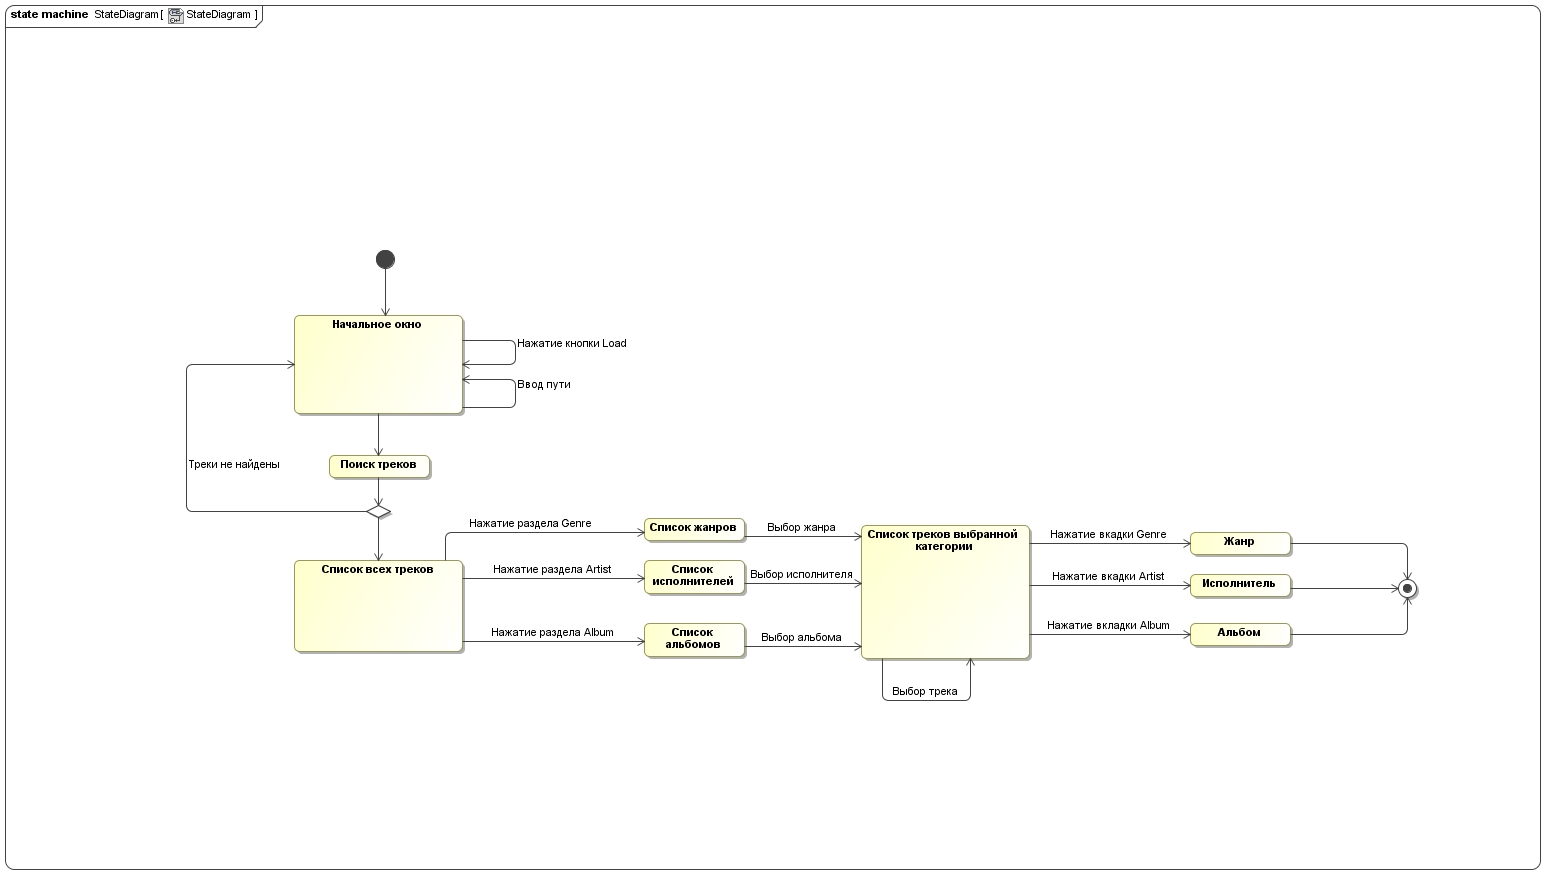 state machine StateDiagram [ StateDiagram ]
Начальное окно
Нажатие кнопки Load
Ввод пути
Треки не найдены
Поиск треков
Список всех треков
Нажатие раздела Genre
Нажатие раздела Artist
Нажатие раздела Album
Список жанров
Список
исполнителей
Список
альбомов
Выбор жанра
Выбор исполнителя
Выбор альбома
Список треков выбранной
категории
Выбор трека
Нажатие вкадки Genre
Нажатие вкадки Artist
Нажатие вкладки Album
Жанр
Исполнитель
Альбом